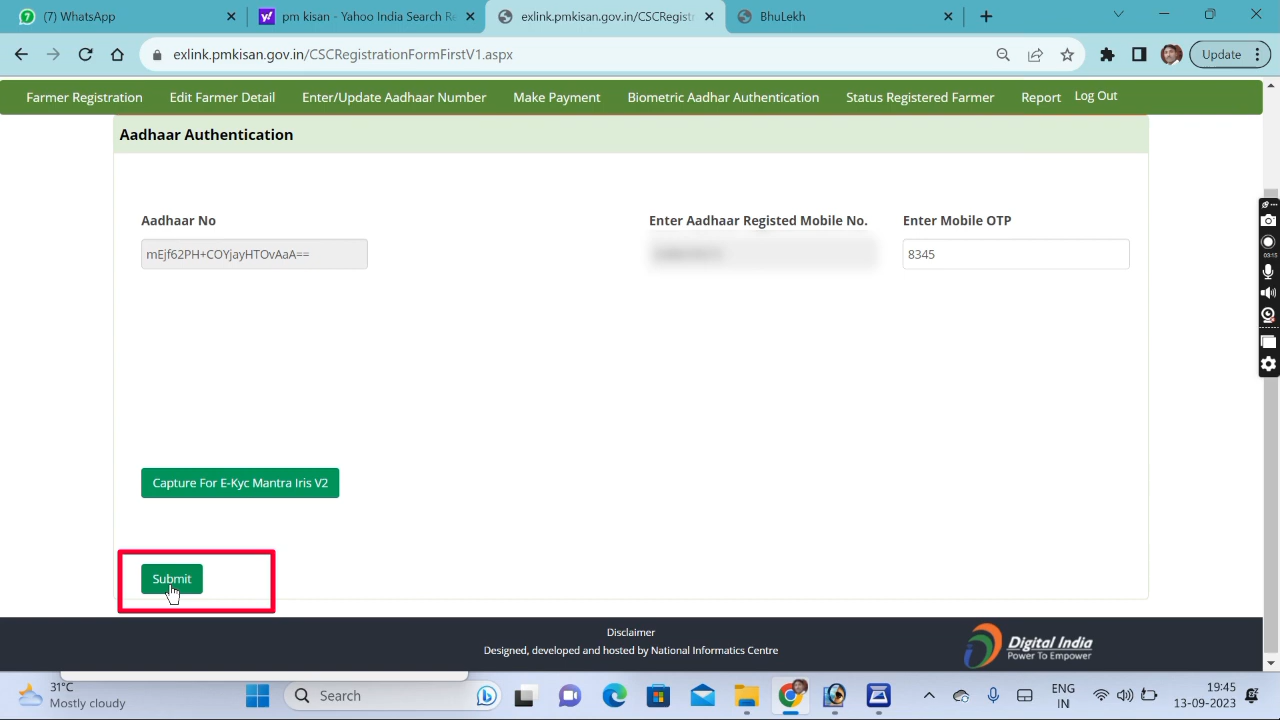 (7) WhatsApp
pm kisan - Yahoo India Search Re
exlink.pmkisan.gov.in/CSCRegistr
BhuLekh
exlink.pmkisan.gov.in/CSCRegistrationFormFirstV1.aspx
Update
Farmer Registration
Edit Farmer Detail
Enter/Update Aadhaar Number
Make Payment
Biometric Aadhar Authentication
Status Registered Farmer
Report
Log Out
Aadhaar Authentication
Aadhaar No
Enter Aadhaar Registed Mobile No.
Enter Mobile OTP
mEjf62PH+COYjayHTOvAaA==
8345
03:15
Capture For E-Kyc Mantra Iris V2
Submit
Disclaimer
Designed, developed and hosted by National Informatics Centre
Digital India
Power To Empower
31°C
Mostly cloudy
Search
ENG
IN
19:45
13-09-2023